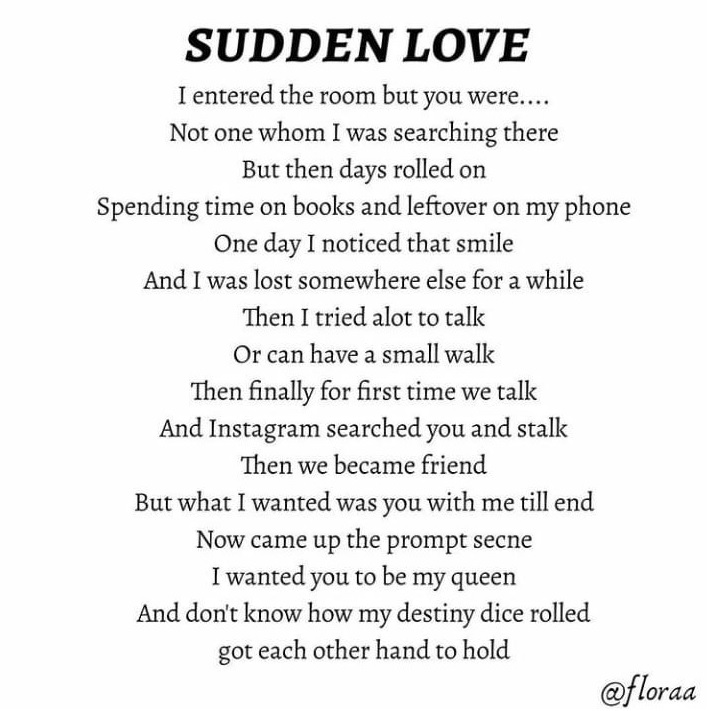 SUDDEN LOVE
I entered the room but you were....
Not one whom I was searching there
But then days rolled on
Spending time on books and leftover on my phone
One day I noticed that smile
And I was lost somewhere else for a while
Then I tried alot to talk
Or can have a small walk
Then finally for first time we talk
And Instagram searched you and stalk
Then we became friend
But what I wanted was you with me till end
Now came up the prompt secne
I wanted you to be my queen
And don't know how my destiny dice rolled
got each other hand to hold
@floraa